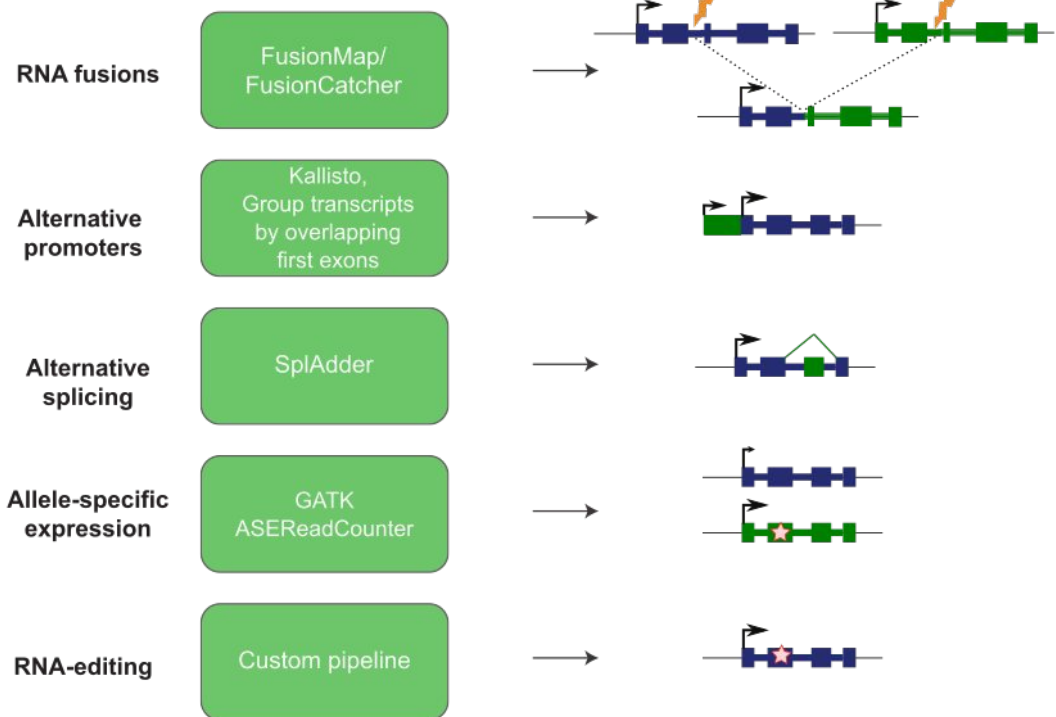 RNA fusions
FusionMap/
FusionCatcher
Alternative
promoters
Kallisto,
Group transcripts
by overlapping
first exons
Alternative
splicing
SplAdder
Allele-specific
expression
GATK
ASEReadCounter
RNA-editing
Custom pipeline